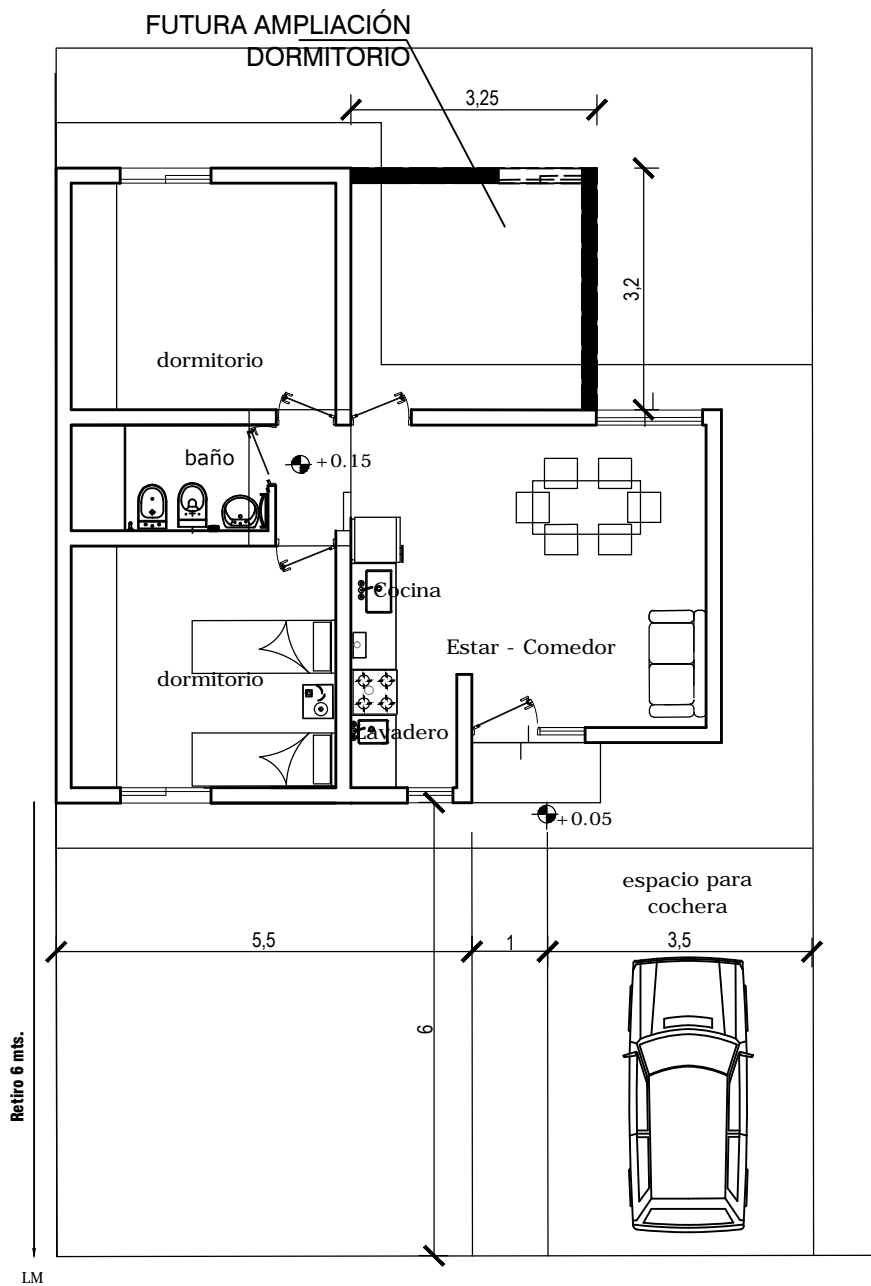 FUTURA AMPLIACIÓN
DORMITORIO
3,25
3,2
dormitorio
baño
+0.15
Cocina
Estar - Comedor
dormitorio
Lavadero
+0.05
espacio para
cochera
5,5
1
3,5
6
Retiro 6 mts.
LM